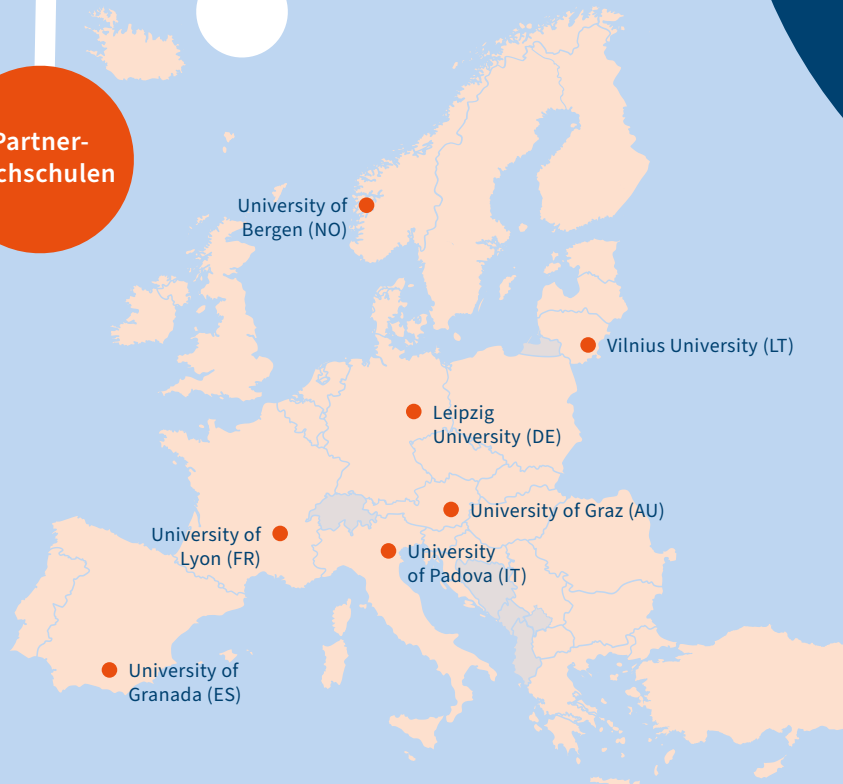 Partner-
chschulen
University of
Bergen (NO)
Vilnius University (LT)
Leipzig
University (DE)
University of Graz (AU)
University of
Lyon (FR)
University
of Padova (IT)
University of
Granada (ES)